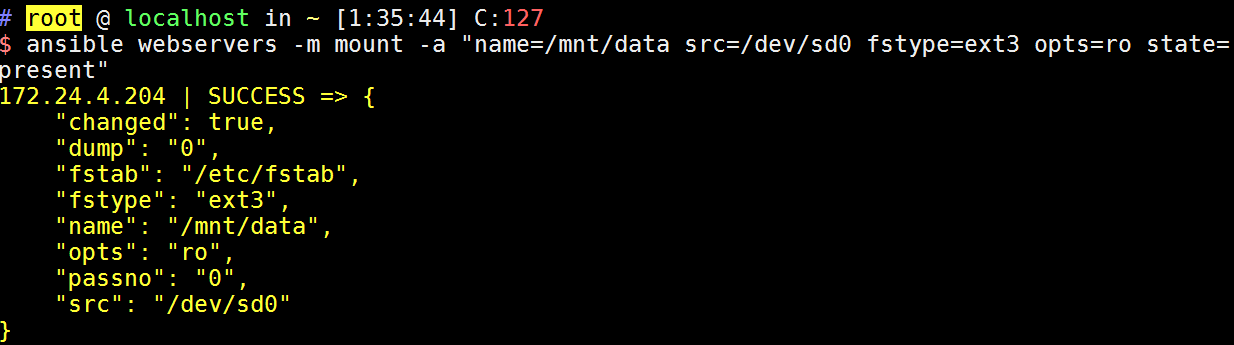 # root @ localhost in ~ [1:35:44] C:127
$ ansible webservers -m mount -a "name=/mnt/data src=/dev/sd0 fstype=ext3 opts=ro state=
present"
172.24.4.204 | SUCCESS => {
    "changed": true,
    "dump": "0",
    "fstab": "/etc/fstab",
    "fstype": "ext3",
    "name": "/mnt/data",
    "opts": "ro",
    "passno": "0",
    "src": "/dev/sd0"
}